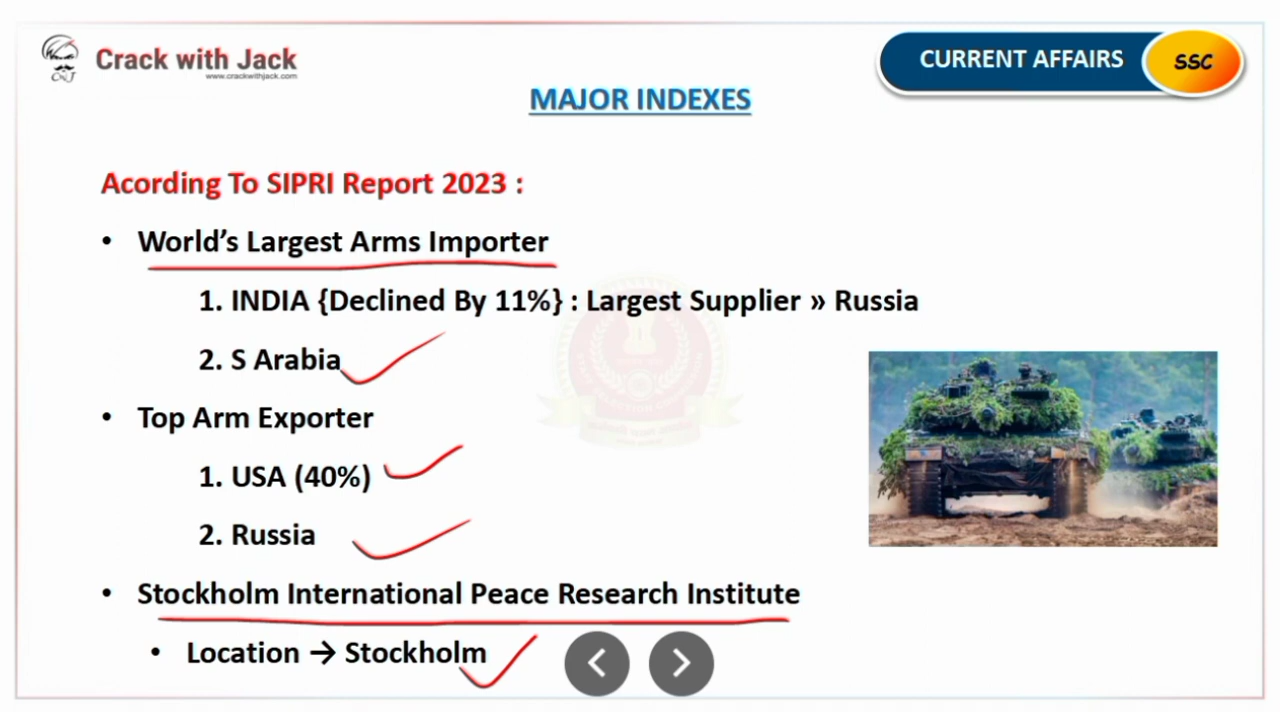 Crack with Jack
www.crackwithjack.com
CURRENT AFFAIRS
SSC
MAJOR INDEXES
Acording To SIPRI Report 2023 :
• World’s Largest Arms Importer
1. INDIA {Declined By 11%} : Largest Supplier » Russia
2. S Arabia
• Top Arm Exporter
1. USA (40%)
2. Russia
• Stockholm International Peace Research Institute
• Location → Stockholm